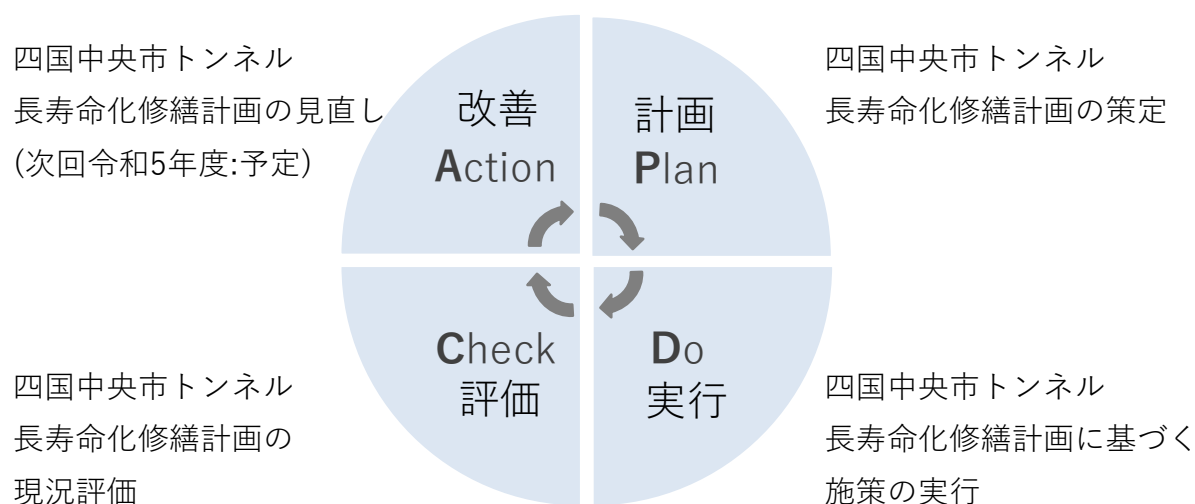 四国中央市トンネル
長寿命化修繕計画の見直し
(次回令和5年度:予定)
改善
Action
計画
Plan
四国中央市トンネル
長寿命化修繕計画の策定
四国中央市トンネル
長寿命化修繕計画の
現況評価
Check
評価
Do
実行
四国中央市トンネル
長寿命化修繕計画に基づく
施策の実行